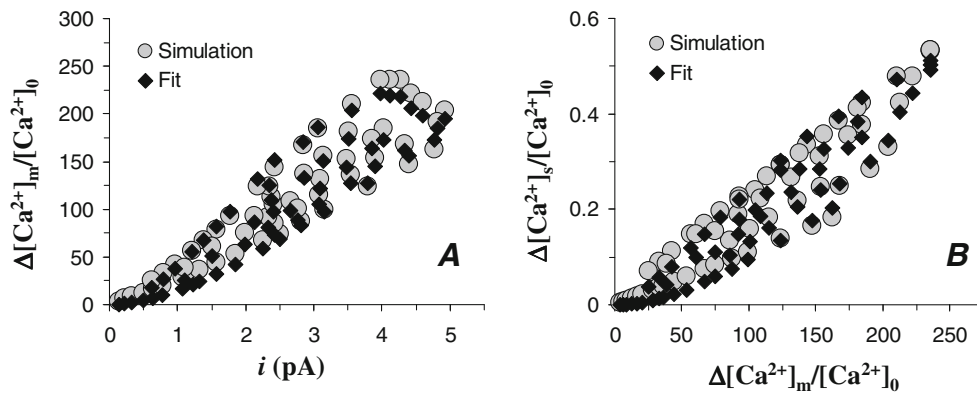 Δ[Ca²⁺]ₘ/[Ca²⁺]₀
300
250
200
150
100
50
0
Simulation
Fit
A
0 1 2 3 4 5
i (pA)
Δ[Ca²⁺]ₛ/[Ca²⁺]₀
0.6
0.4
0.2
0
Simulation
Fit
B
0 50 100 150 200 250
Δ[Ca²⁺]ₘ/[Ca²⁺]₀